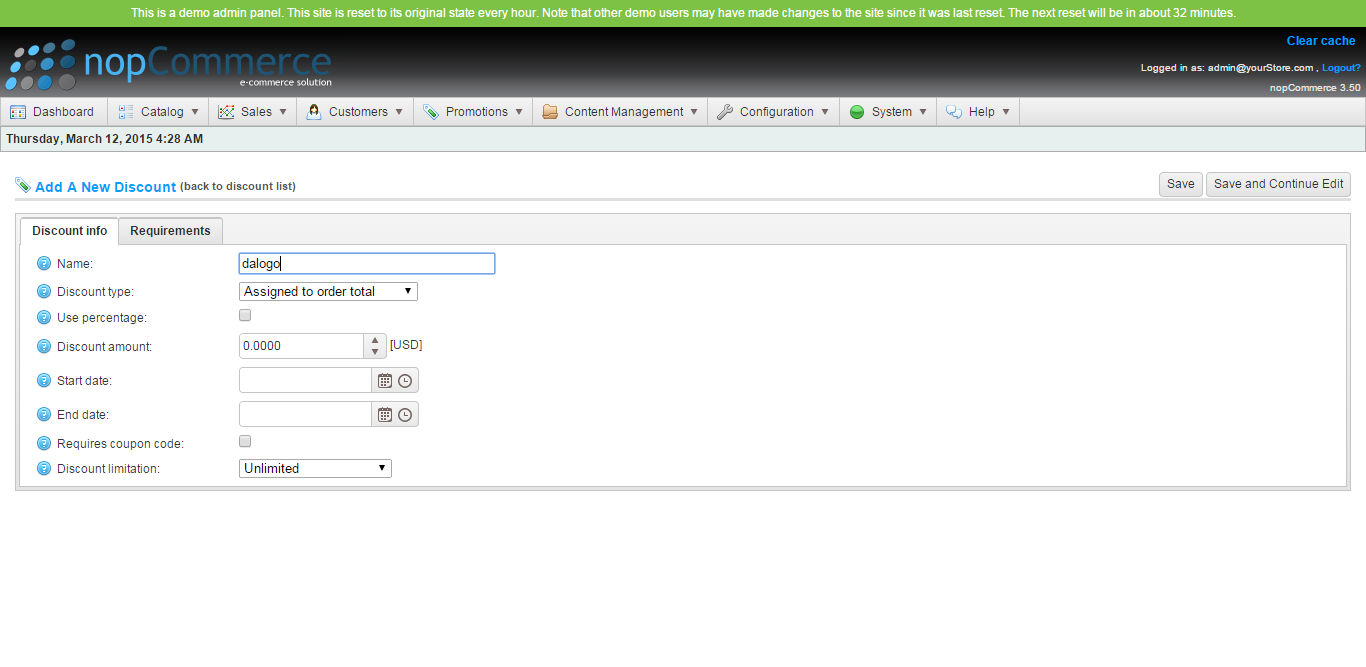 This is a demo admin panel. This site is reset to its original state every hour. Note that other demo users may have made changes to the site since it was last reset. The next reset will be in about 32 minutes.
Clear cache
nopCommerce
e-commerce solution
Logged in as: admin@yourStore.com , Logout?
nopCommerce 3.50
Dashboard Catalog Sales Customers Promotions Content Management Configuration System Help
Thursday, March 12, 2015 4:28 AM
Add A New Discount (back to discount list) Save Save and Continue Edit
Discount info Requirements
Name: dalogo
Discount type: Assigned to order total
Use percentage:
Discount amount: 0.0000 [USD]
Start date:
End date:
Requires coupon code:
Discount limitation: Unlimited